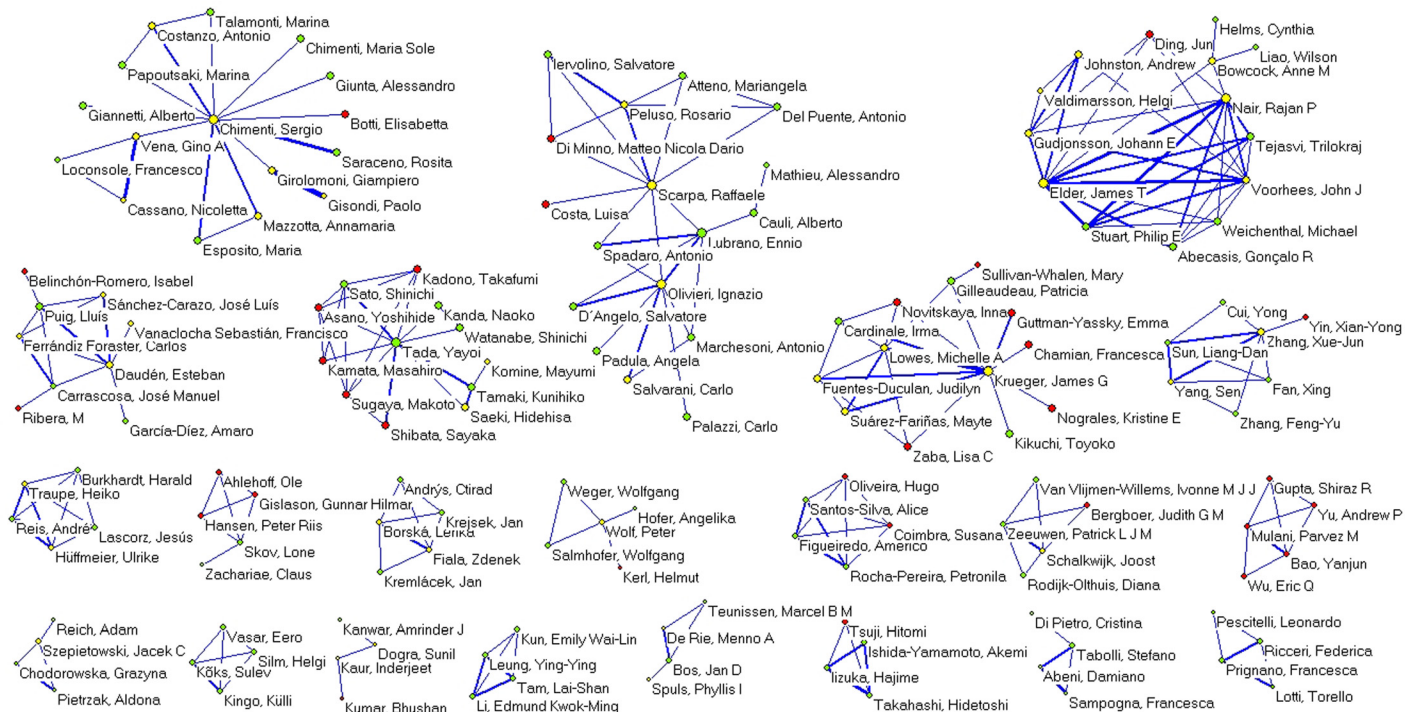 Talamonti, Marina
Costanzo, Antonio
Chimenti, Maria Sole
Papoutsaki, Marina
Giunta, Alessandro
Giannetti, Alberto
Chimenti, Sergio
Botti, Elisabetta
Vena, Gino A
Saraceno, Rosita
Loconsole, Francesco
Girolomoni, Giampiero
Cassano, Nicoletta
Gisondi, Paolo
Mazzotta, Annamaria
Esposito, Maria
Iervolino, Salvatore
Atteno, Mariangela
Peluso, Rosario
Del Puente, Antonio
Di Minno, Matteo Nicola Dario
Mathieu, Alessandro
Scarpa, Raffaele
Costa, Luisa
Cauli, Alberto
Lubrano, Ennio
Spadaro, Antonio
Olivieri, Ignazio
D´Angelo, Salvatore
Marchesoni, Antonio
Padula, Angela
Salvarani, Carlo
Palazzi, Carlo
Helms, Cynthia
Ding, Jun
Liao, Wilson
Johnston, Andrew
Bowcock, Anne M
Valdimarsson, Helgi
Nair, Rajan P
Gudjonsson, Johann E
Tejasvi, Trilokraj
Elder, James T
Voorhees, John J
Stuart, Philip E
Weichenthal, Michael
Abecasis, Gonçalo R
Belinchón-Romero, Isabel
Sánchez-Carazo, José Luís
Puig, Lluís
Vanaclocha Sebastián, Francisco
Ferrándiz Foraster, Carlos
Daudén, Esteban
Carrascosa, José Manuel
Ribera, M
García-Díez, Amaro
Kadono, Takafumi
Sato, Shinichi
Asano, Yoshihide
Kanda, Naoko
Watanabe, Shinichi
Tada, Yayoi
Kamata, Masahiro
Komine, Mayumi
Tamaki, Kunihiko
Sugaya, Makoto
Saeki, Hidehisa
Shibata, Sayaka
Sullivan-Whalen, Mary
Gilleaudeau, Patricia
Novitskaya, Inna
Guttman-Yassky, Emma
Cardinale, Irma
Chamian, Francesca
Lowes, Michelle A
Krueger, James G
Fuentes-Duculan, Judilyn
Nograles, Kristine E
Suárez-Fariñas, Mayte
Kikuchi, Toyoko
Zaba, Lisa C
Cui, Yong
Yin, Xian-Yong
Zhang, Xue-Jun
Sun, Liang-Dan
Yang, Sen
Fan, Xing
Zhang, Feng-Yu
Burkhardt, Harald
Traupe, Heiko
Reis, André
Lascorz, Jesús
Hüffmeier, Ulrike
Ahlehoff, Ole
Gislason, Gunnar Hilmar
Hansen, Peter Riis
Skov, Lone
Zachariae, Claus
Andrýs, Ctirad
Krejsek, Jan
Borská, Lenka
Fiala, Zdenek
Kremlácek, Jan
Weger, Wolfgang
Hofer, Angelika
Wolf, Peter
Salmhofer, Wolfgang
Kerl, Helmut
Oliveira, Hugo
Santos-Silva, Alice
Coimbra, Susana
Figueiredo, Américo
Rocha-Pereira, Petronila
Van Vlijmen-Willems, Ivonne M J J
Bergboer, Judith G M
Zeeuwen, Patrick L J M
Schalkwijk, Joost
Rodijk-Olthuis, Diana
Gupta, Shiraz R
Yu, Andrew P
Mulani, Parvez M
Bao, Yanjun
Wu, Eric Q
Reich, Adam
Szepietowski, Jacek C
Chodorowska, Grazyna
Pietrzak, Aldona
Vasar, Eero
Silm, Helgi
Kõks, Sulev
Kingo, Külli
Kanwar, Amrinder J
Dogra, Sunil
Kaur, Inderjeet
Kumar, Bhushan
Kun, Emily Wai-Lin
Leung, Ying-Ying
Tam, Lai-Shan
Li, Edmund Kwok-Ming
Teunissen, Marcel B M
De Rie, Menno A
Bos, Jan D
Spuls, Phyllis I
Tsuji, Hitomi
Ishida-Yamamoto, Akemi
Iizuka, Hajime
Takahashi, Hidetoshi
Di Pietro, Cristina
Tabolli, Stefano
Abeni, Damiano
Sampogna, Francesca
Pescitelli, Leonardo
Ricceri, Federica
Prignano, Francesca
Lotti, Torello